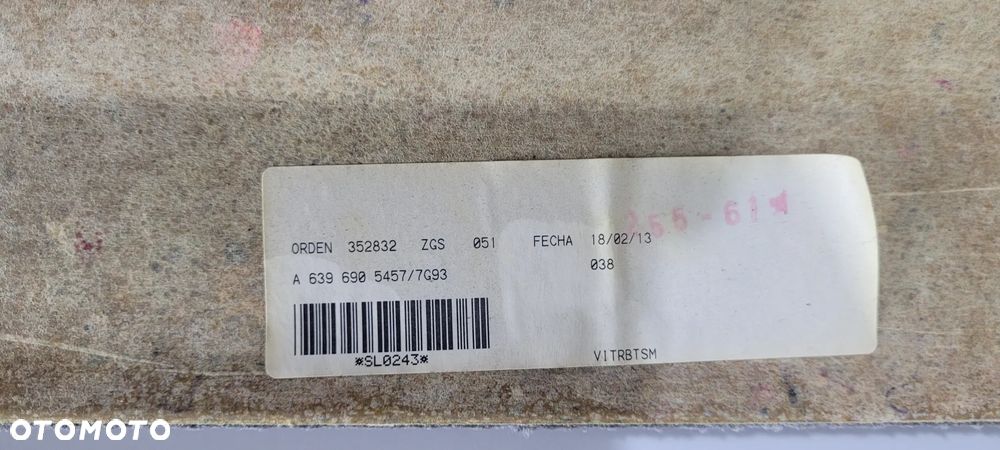 ORDEN 352832 ZGS 051 FECHA 18/02/13
A 639 690 5457/7G93 038
*SL0243*
VITRBTSM
OTOMOTO